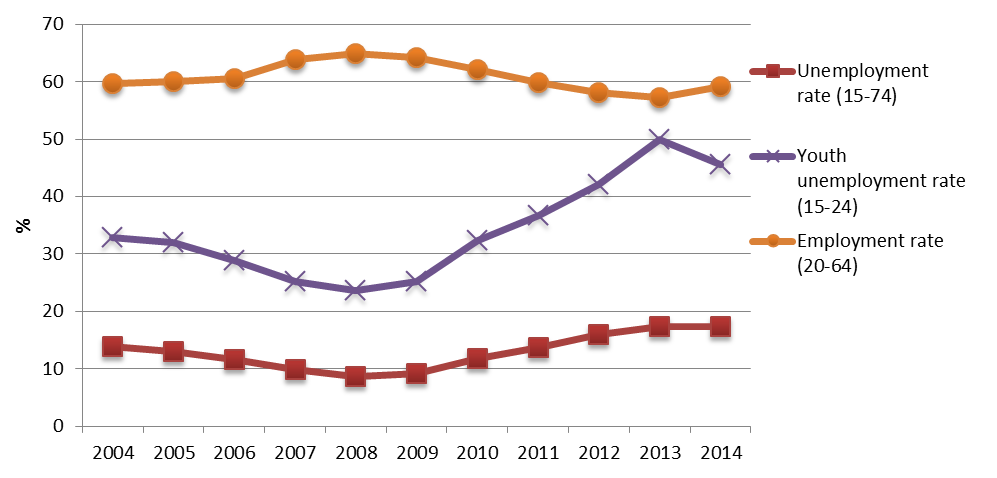 70
60
50
40
30
20
10
0
%
2004 2005 2006 2007 2008 2009 2010 2011 2012 2013 2014
Unemployment
rate (15-74)
Youth
unemployment rate
(15-24)
Employment rate
(20-64)